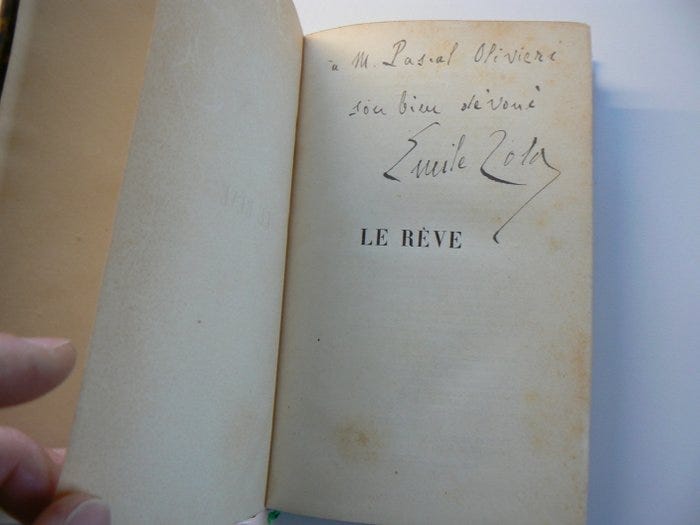 à M. Pascal Olivieri
son bien dévoué
Emile Zola
LE RÊVE